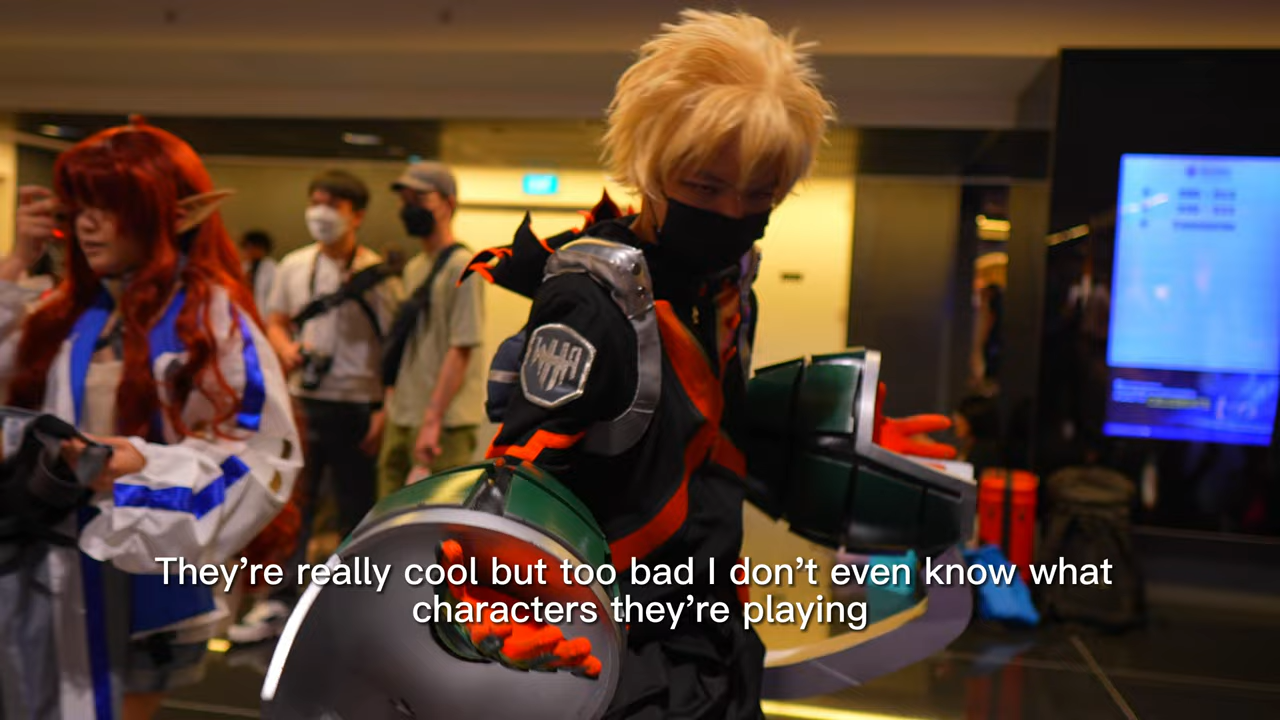 They’re really cool but too bad I don’t even know what
characters they’re playing